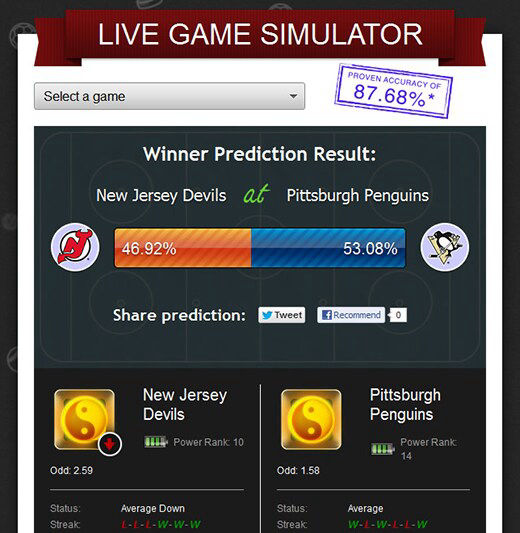 LIVE GAME SIMULATOR
Select a game
PROVEN ACCURACY OF
87.68%*
Winner Prediction Result:
New Jersey Devils at Pittsburgh Penguins
46.92% 53.08%
Share prediction: Tweet Recommend 0
New Jersey Devils
Power Rank: 10
Odd: 2.59
Status: Average Down
Streak: L-L-L-W-W-W
Pittsburgh Penguins
Power Rank: 14
Odd: 1.58
Status: Average
Streak: W-L-W-L-L-W